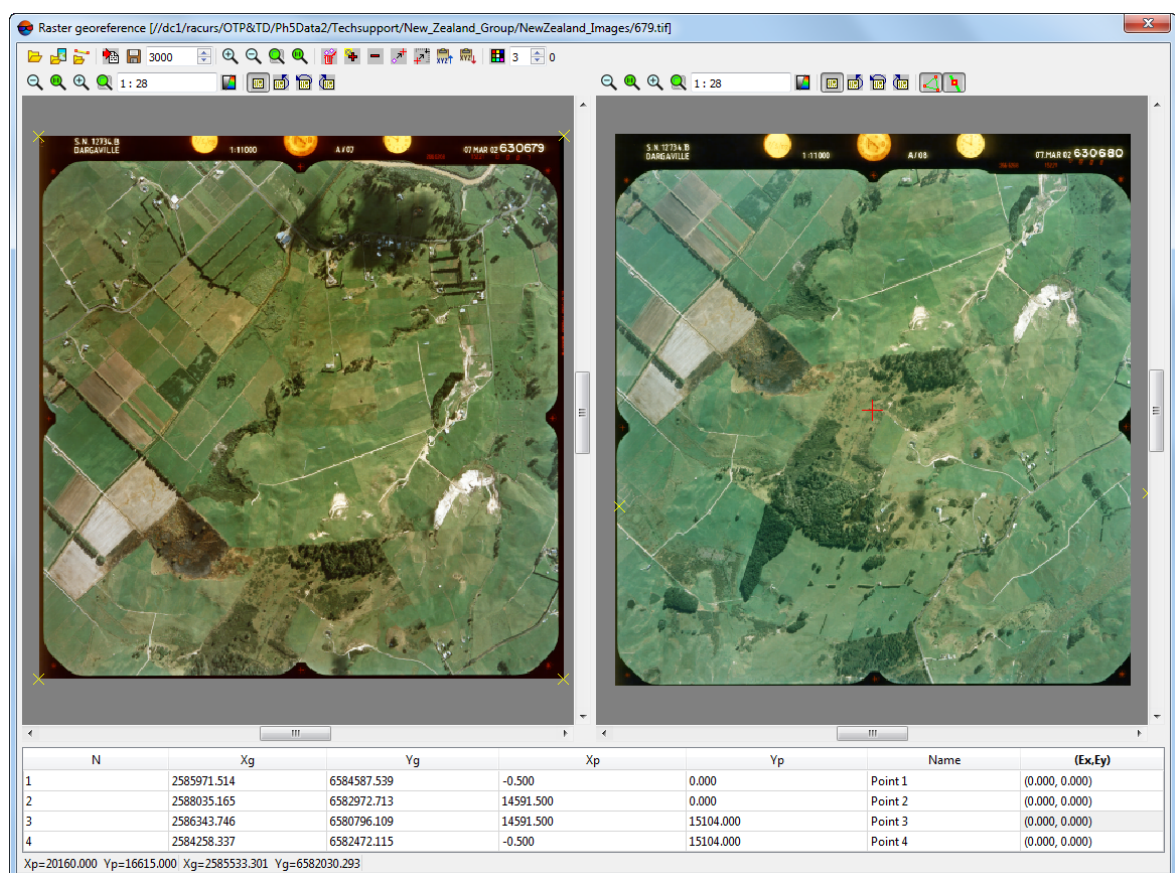 Raster georeference [//dc1/racurs/OTP&TD/Ph5Data2/Techsupport/New_Zealand_Group/NewZealand_Images/679.tif]
3000
3
0
1 : 28
1 : 28
S.N. 12734.B
DARGAVILLE
1:11000
A/07
07 MAR 02 630679
S.N. 12734.B
DARGAVILLE
1:11000
A/08
07.MAR 02 630680
N Xg Yg Xp Yp Name (Ex,Ey)
1 2585971.514 6584587.539 -0.500 0.000 Point 1 (0.000, 0.000)
2 2588035.165 6582972.713 14591.500 0.000 Point 2 (0.000, 0.000)
3 2586343.746 6580796.109 14591.500 15104.000 Point 3 (0.000, 0.000)
4 2584258.337 6582472.115 -0.500 15104.000 Point 4 (0.000, 0.000)
Xp=20160.000 Yp=16615.000 Xg=2585533.301 Yg=6582030.293